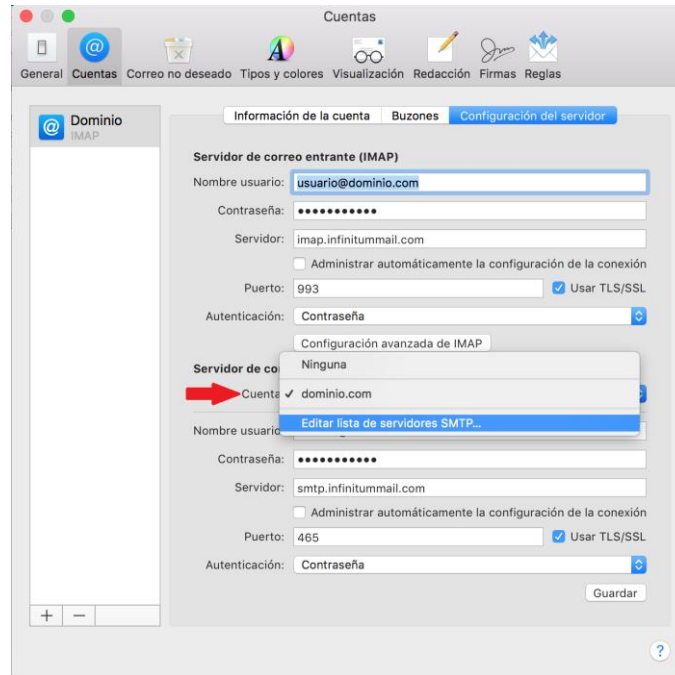 Cuentas
General Cuentas Correo no deseado Tipos y colores Visualización Redacción Firmas Reglas
Dominio
IMAP
Información de la cuenta Buzones Configuración del servidor
Servidor de correo entrante (IMAP)
Nombre usuario: usuario@dominio.com
Contraseña: •••••••••••
Servidor: imap.infinitummail.com
Administrar automáticamente la configuración de la conexión
Puerto: 993 Usar TLS/SSL
Autenticación: Contraseña
Configuración avanzada de IMAP
Ninguna
Servidor de co
Cuenta ✓ dominio.com
Editar lista de servidores SMTP...
Nombre usuario
Contraseña: •••••••••••
Servidor: smtp.infinitummail.com
Administrar automáticamente la configuración de la conexión
Puerto: 465 Usar TLS/SSL
Autenticación: Contraseña
Guardar
+ −
?